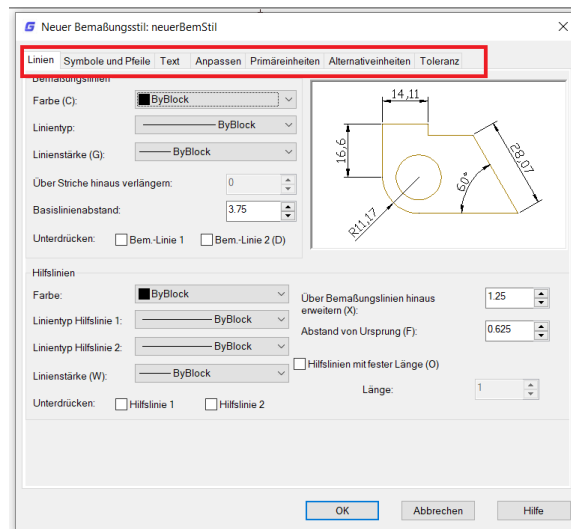 Neuer Bemaßungsstil: neuerBemStil
Linien Symbole und Pfeile Text Anpassen Primäreinheiten Alternativeinheiten Toleranz
Bemaßungslinien
Farbe (C): ByBlock
Linientyp: ByBlock
Linienstärke (G): ByBlock
Über Striche hinaus verlängern: 0
Basislinienabstand: 3.75
Unterdrücken: Bem.-Linie 1 Bem.-Linie 2 (D)
14,11
16,6
28,07
60°
R11,17
Hilfslinien
Farbe: ByBlock
Linientyp Hilfslinie 1: ByBlock
Linientyp Hilfslinie 2: ByBlock
Linienstärke (W): ByBlock
Unterdrücken: Hilfslinie 1 Hilfslinie 2
Über Bemaßungslinien hinaus
erweitern (X): 1.25
Abstand von Ursprung (F): 0.625
Hilfslinien mit fester Länge (O)
Länge: 1
OK Abbrechen Hilfe